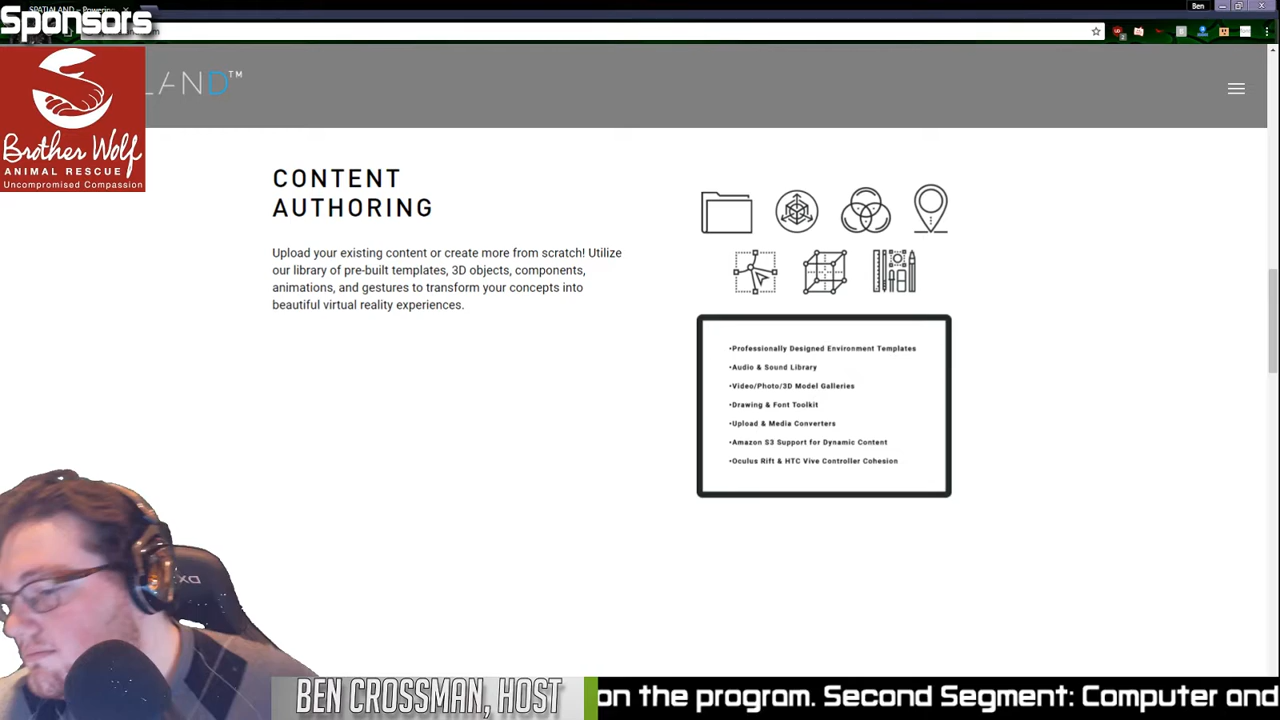 SPATIALAND – Powering
Ben
Sponsors
LAND™
Brother Wolf
ANIMAL RESCUE
Uncompromised Compassion
CONTENT
AUTHORING
Upload your existing content or create more from scratch! Utilize
our library of pre-built templates, 3D objects, components,
animations, and gestures to transform your concepts into
beautiful virtual reality experiences.
•Professionally Designed Environment Templates
•Audio & Sound Library
•Video/Photo/3D Model Galleries
•Drawing & Font Toolkit
•Upload & Media Converters
•Amazon S3 Support for Dynamic Content
•Oculus Rift & HTC Vive Controller Cohesion
BEN CROSSMAN, HOST
on the program. Second Segment: Computer and